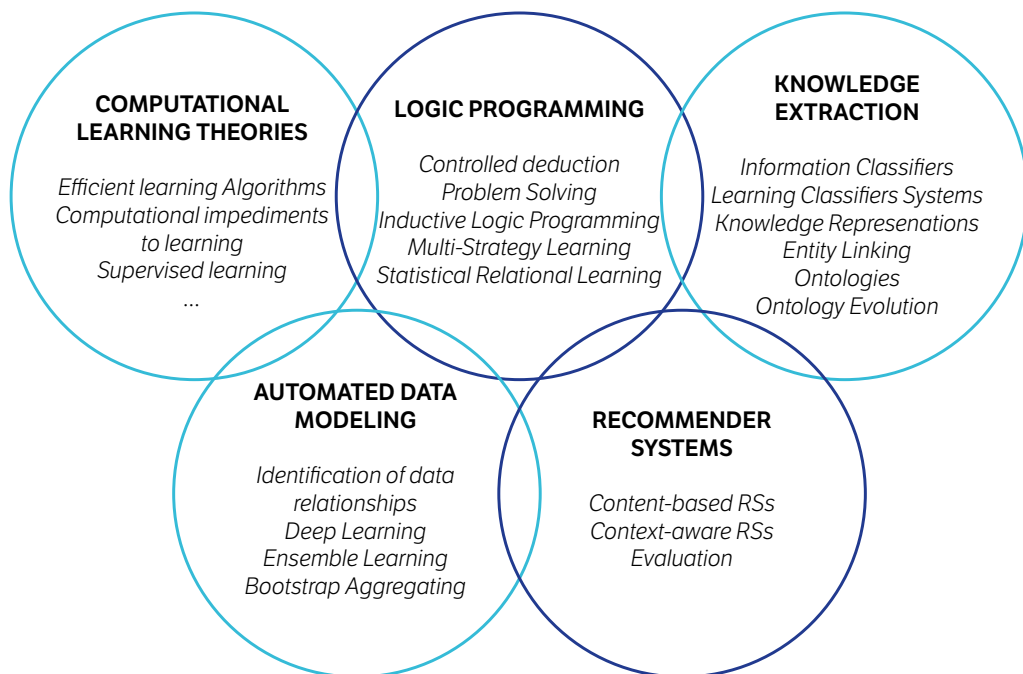 COMPUTATIONAL
LEARNING THEORIES
Efficient learning Algorithms
Computational impediments
to learning
Supervised learning
...
LOGIC PROGRAMMING
Controlled deduction
Problem Solving
Inductive Logic Programming
Multi-Strategy Learning
Statistical Relational Learning
KNOWLEDGE
EXTRACTION
Information Classifiers
Learning Classifiers Systems
Knowledge Represenations
Entity Linking
Ontologies
Ontology Evolution
AUTOMATED DATA
MODELING
Identification of data
relationships
Deep Learning
Ensemble Learning
Bootstrap Aggregating
RECOMMENDER
SYSTEMS
Content-based RSs
Context-aware RSs
Evaluation